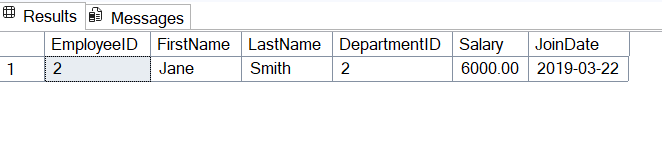 Results Messages
EmployeeID FirstName LastName DepartmentID Salary JoinDate
1 2 Jane Smith 2 6000.00 2019-03-22